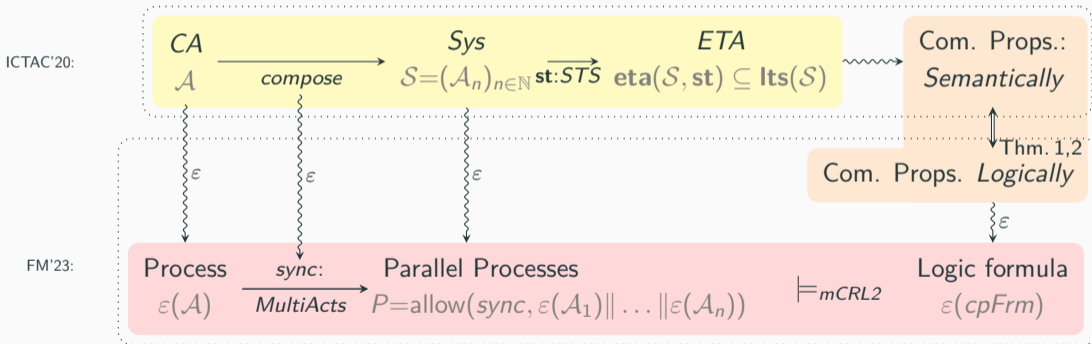 ICTAC'20:
CA
𝒜
compose
Sys
𝒮=(𝒜ₙ)ₙ∈ℕ
st:STS
ETA
eta(𝒮, st) ⊆ lts(𝒮)
Com. Props.:
Semantically
Thm. 1,2
Com. Props. Logically
ε
ε
ε
ε
FM'23:
Process
ε(𝒜)
sync:
MultiActs
Parallel Processes
P=allow(sync, ε(𝒜₁)‖ … ‖ε(𝒜ₙ))
⊨mCRL2
Logic formula
ε(cpFrm)